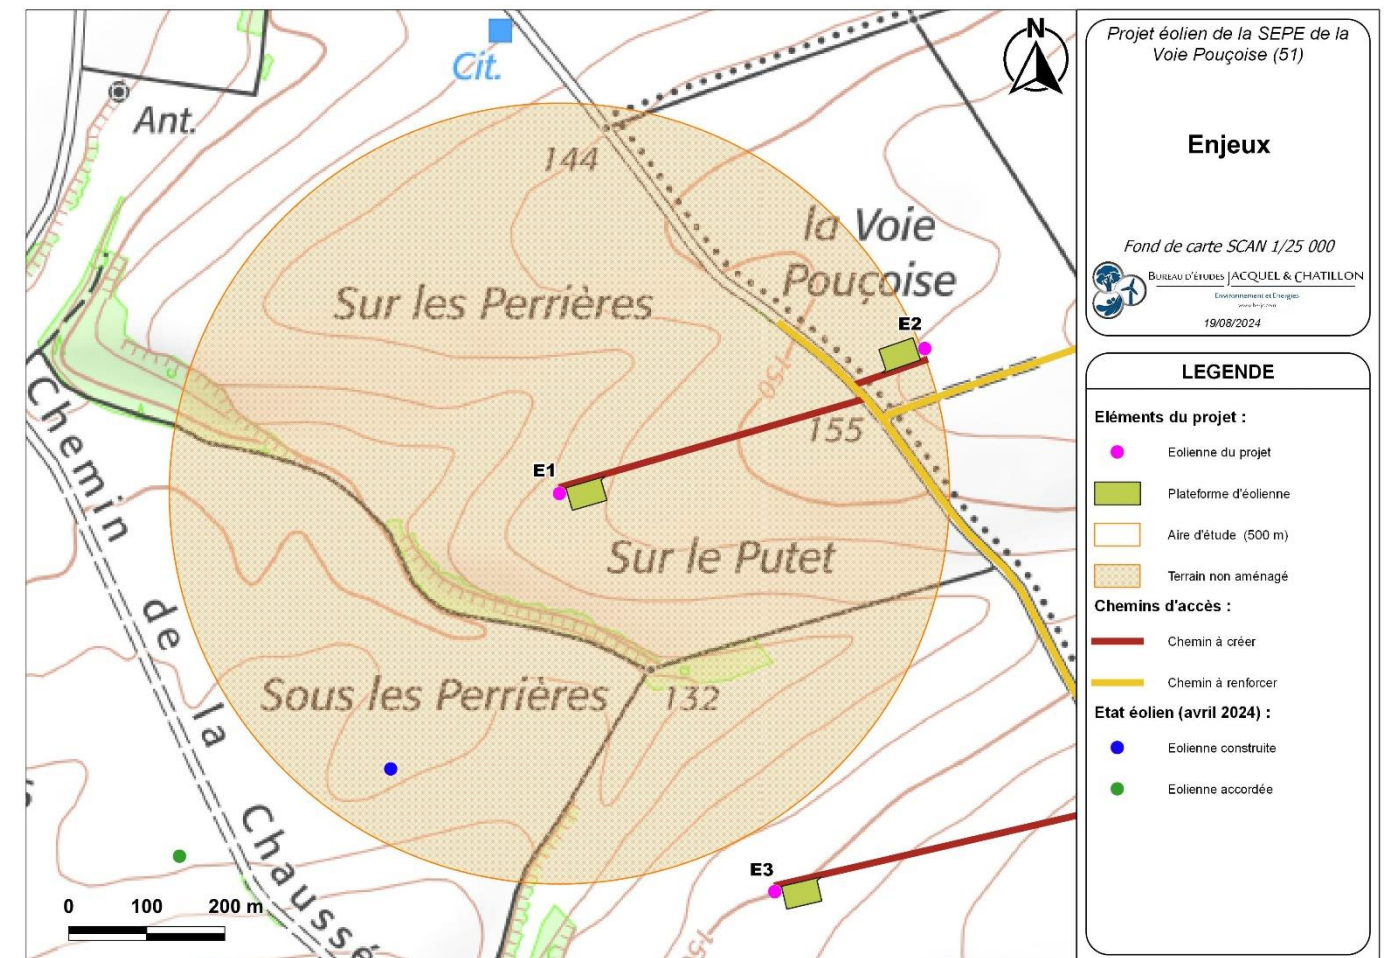 Cit.
Ant.
144
la Voie
Pouçoise
Sur les Perrières
E2
150
155
E1
Sur le Putet
Chemin de la Chaussé
Sous les Perrières
132
E3
0 100 200 m
N
Projet éolien de la SEPE de la
Voie Pouçoise (51)
Enjeux
Fond de carte SCAN 1/25 000
BUREAU D'ÉTUDES JACQUEL & CHATILLON
Environnement et Energies
19/08/2024
LEGENDE
Eléments du projet :
Eolienne du projet
Plateforme d'éolienne
Aire d'étude (500 m)
Terrain non aménagé
Chemins d'accès :
Chemin à créer
Chemin à renforcer
Etat éolien (avril 2024) :
Eolienne construite
Eolienne accordée